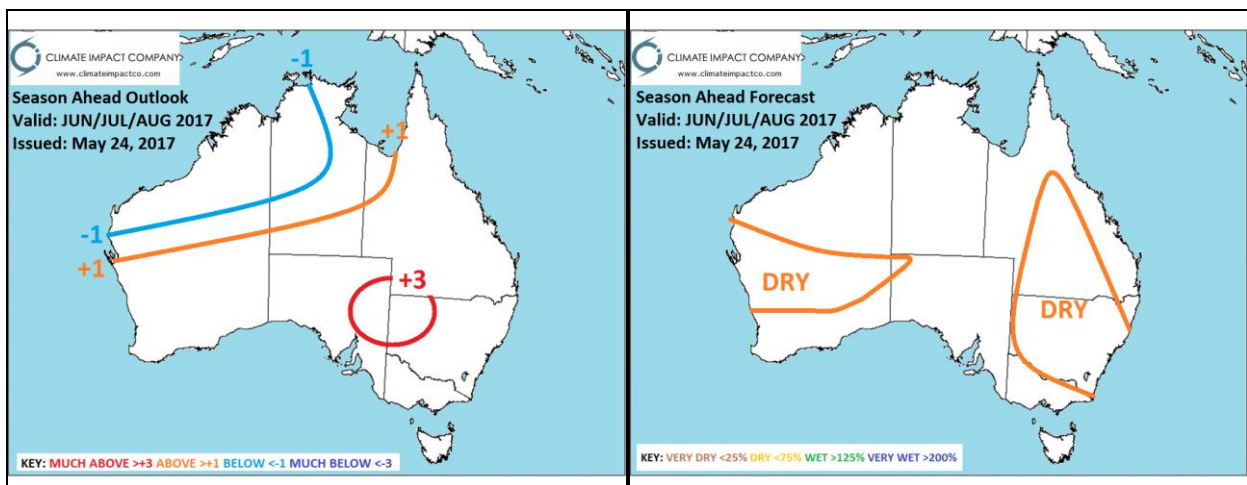 CLIMATE IMPACT COMPANY
www.climateimpactco.com
Season Ahead Outlook
Valid: JUN/JUL/AUG 2017
Issued: May 24, 2017
-1
+1
-1
+1
+3
KEY: MUCH ABOVE >+3 ABOVE >+1 BELOW <-1 MUCH BELOW <-3
CLIMATE IMPACT COMPANY
www.climateimpactco.com
Season Ahead Forecast
Valid: JUN/JUL/AUG 2017
Issued: May 24, 2017
DRY
DRY
KEY: VERY DRY <25% DRY <75% WET >125% VERY WET >200%